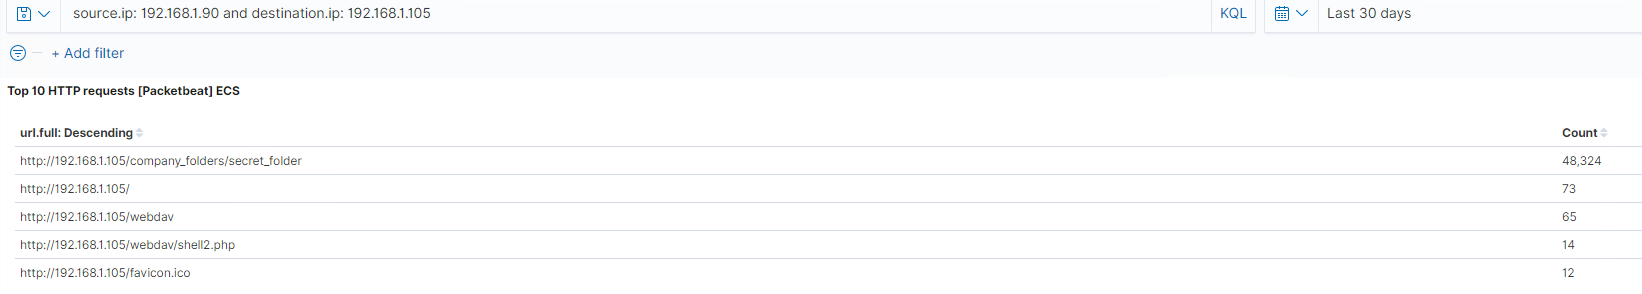 source.ip: 192.168.1.90 and destination.ip: 192.168.1.105 KQL Last 30 days
+ Add filter
Top 10 HTTP requests [Packetbeat] ECS
url.full: Descending Count
http://192.168.1.105/company_folders/secret_folder 48,324
http://192.168.1.105/ 73
http://192.168.1.105/webdav 65
http://192.168.1.105/webdav/shell2.php 14
http://192.168.1.105/favicon.ico 12